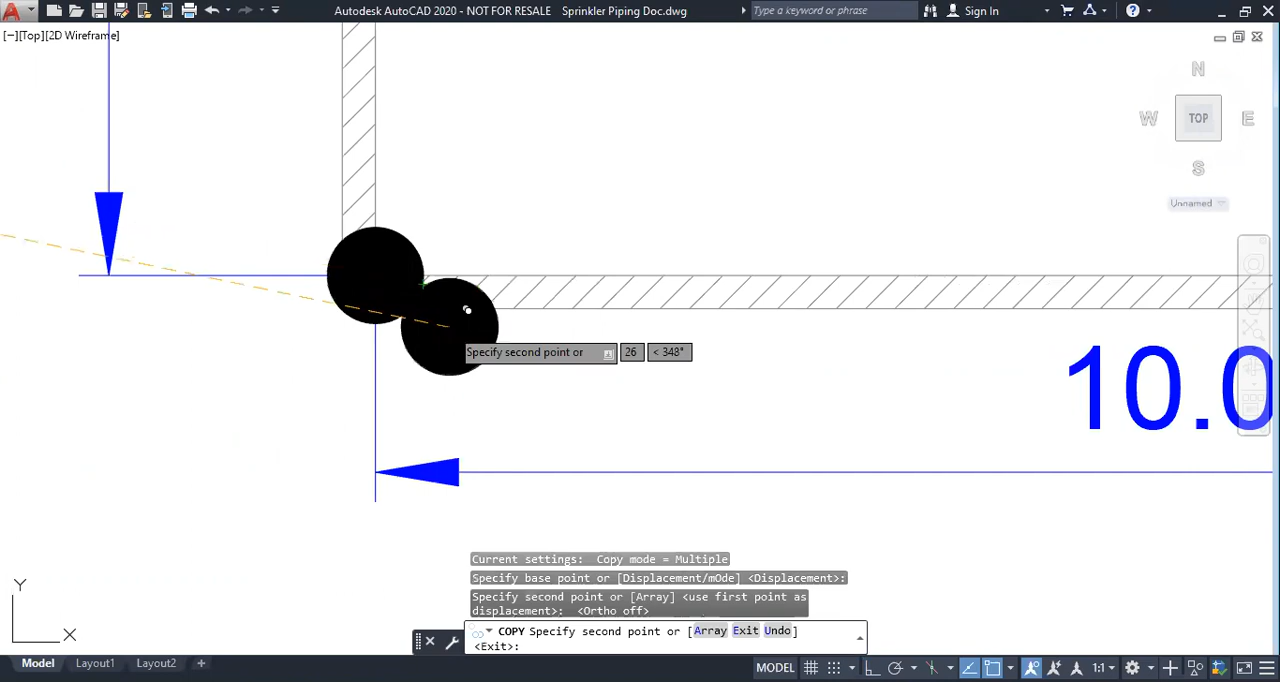 Autodesk AutoCAD 2020 - NOT FOR RESALE Sprinkler Piping Doc.dwg
Type a keyword or phrase
Sign In
[−][Top][2D Wireframe]
N
W TOP E
S
Unnamed
Specify second point or 26 < 348°
10.0
Current settings: Copy mode = Multiple
Specify base point or [Displacement/mOde] <Displacement>:
Specify second point or [Array] <use first point as
displacement>: <Ortho off>
COPY Specify second point or [Array Exit Undo]
<Exit>:
Y
X
Model Layout1 Layout2 +
MODEL 1:1